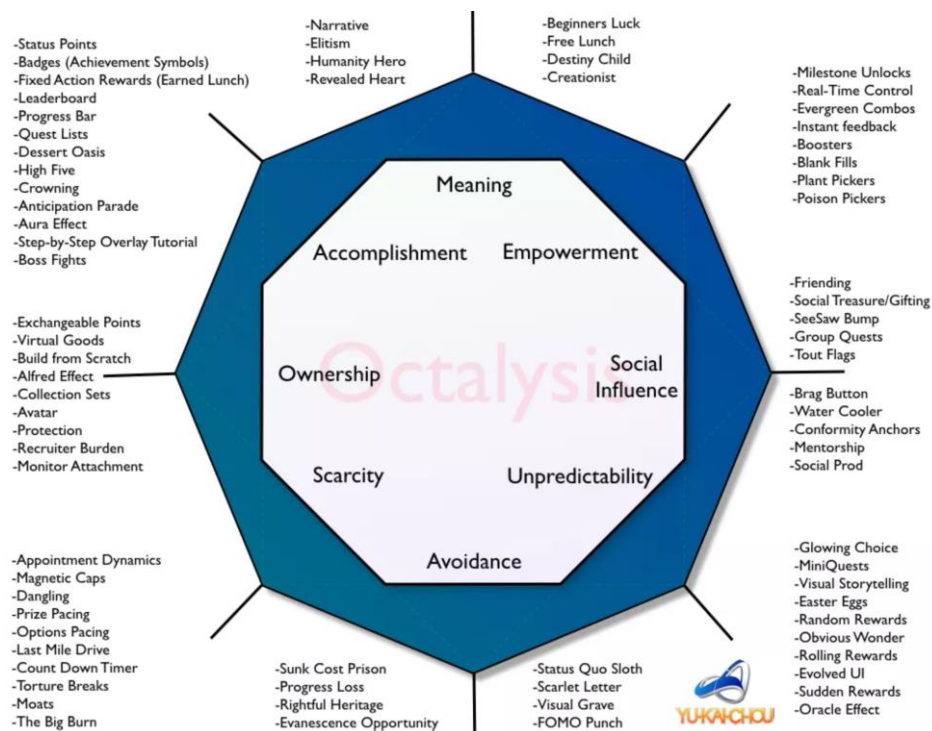 -Narrative
-Elitism
-Humanity Hero
-Revealed Heart
-Beginners Luck
-Free Lunch
-Destiny Child
-Creationist
-Status Points
-Badges (Achievement Symbols)
-Fixed Action Rewards (Earned Lunch)
-Leaderboard
-Progress Bar
-Quest Lists
-Dessert Oasis
-High Five
-Crowning
-Anticipation Parade
-Aura Effect
-Step-by-Step Overlay Tutorial
-Boss Fights
-Milestone Unlocks
-Real-Time Control
-Evergreen Combos
-Instant feedback
-Boosters
-Blank Fills
-Plant Pickers
-Poison Pickers
Meaning
Accomplishment
Empowerment
Ownership
Octalysis
Social
Influence
Scarcity
Unpredictability
Avoidance
-Exchangeable Points
-Virtual Goods
-Build from Scratch
-Alfred Effect
-Collection Sets
-Avatar
-Protection
-Recruiter Burden
-Monitor Attachment
-Friending
-Social Treasure/Gifting
-SeeSaw Bump
-Group Quests
-Tout Flags
-Brag Button
-Water Cooler
-Conformity Anchors
-Mentorship
-Social Prod
-Appointment Dynamics
-Magnetic Caps
-Dangling
-Prize Pacing
-Options Pacing
-Last Mile Drive
-Count Down Timer
-Torture Breaks
-Moats
-The Big Burn
-Sunk Cost Prison
-Progress Loss
-Rightful Heritage
-Evanescence Opportunity
-Status Quo Sloth
-Scarlet Letter
-Visual Grave
-FOMO Punch
YU-KAI-CHOU
-Glowing Choice
-MiniQuests
-Visual Storytelling
-Easter Eggs
-Random Rewards
-Obvious Wonder
-Rolling Rewards
-Evolved UI
-Sudden Rewards
-Oracle Effect